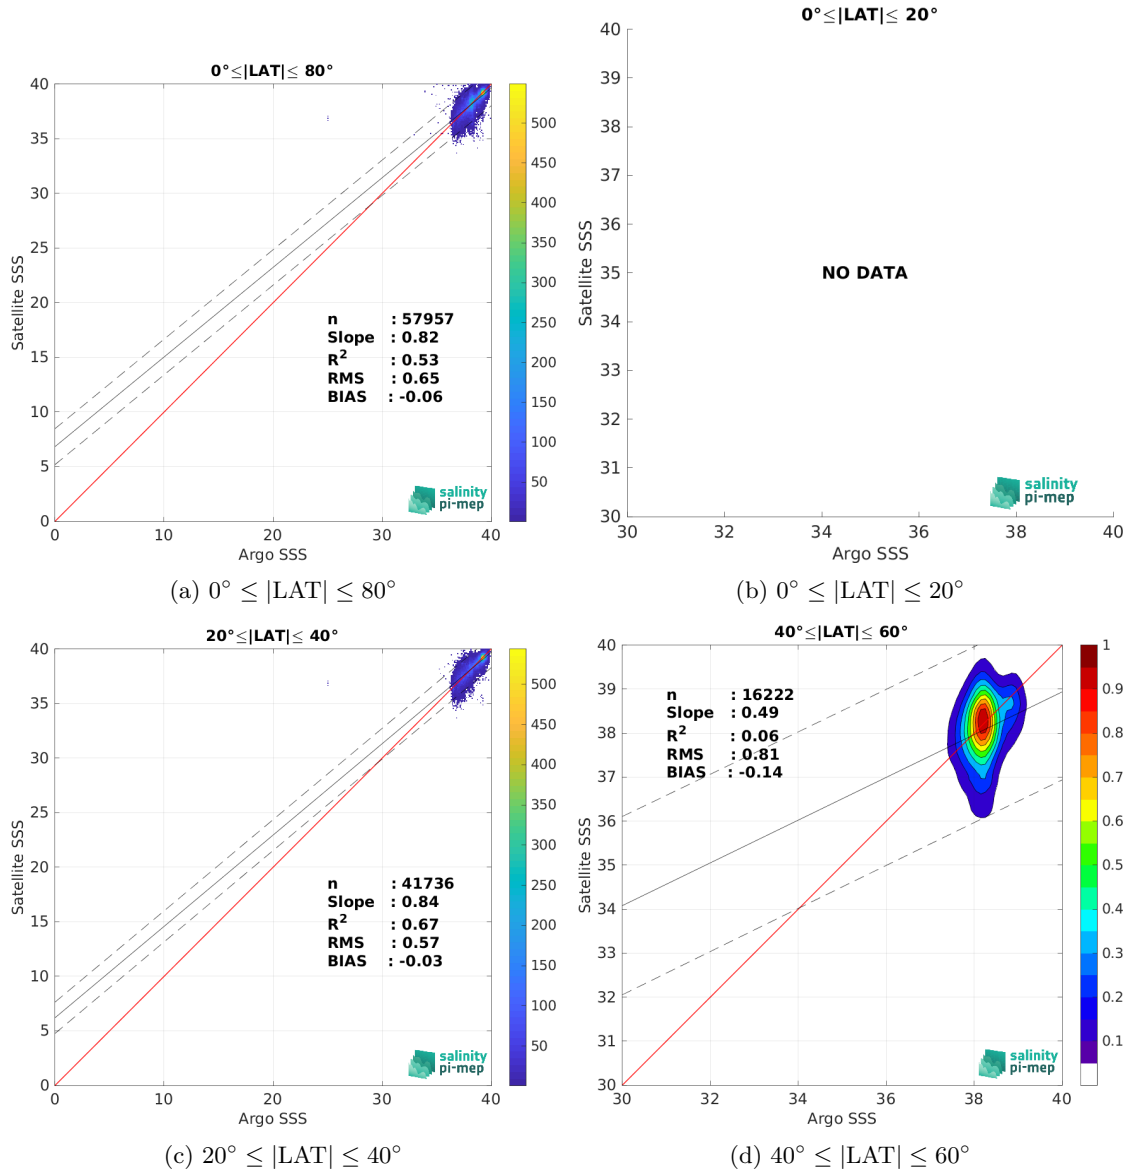 0°≤|LAT|≤ 80°
40
35
30
25
20
15
10
5
0
Satellite SSS
0
10
20
30
40
Argo SSS
n : 57957
Slope : 0.82
R² : 0.53
RMS : 0.65
BIAS : -0.06
500
450
400
350
300
250
200
150
100
50
salinity
pi-mep
(a) 0° ≤ |LAT| ≤ 80°
0°≤|LAT|≤ 20°
40
39
38
37
36
35
34
33
32
31
30
Satellite SSS
NO DATA
30
32
34
36
38
40
Argo SSS
salinity
pi-mep
(b) 0° ≤ |LAT| ≤ 20°
20°≤|LAT|≤ 40°
40
35
30
25
20
15
10
5
0
Satellite SSS
0
10
20
30
40
Argo SSS
n : 41736
Slope : 0.84
R² : 0.67
RMS : 0.57
BIAS : -0.03
500
450
400
350
300
250
200
150
100
50
salinity
pi-mep
(c) 20° ≤ |LAT| ≤ 40°
40°≤|LAT|≤ 60°
40
39
38
37
36
35
34
33
32
31
30
Satellite SSS
30
32
34
36
38
40
Argo SSS
n : 16222
Slope : 0.49
R² : 0.06
RMS : 0.81
BIAS : -0.14
1
0.9
0.8
0.7
0.6
0.5
0.4
0.3
0.2
0.1
salinity
pi-mep
(d) 40° ≤ |LAT| ≤ 60°